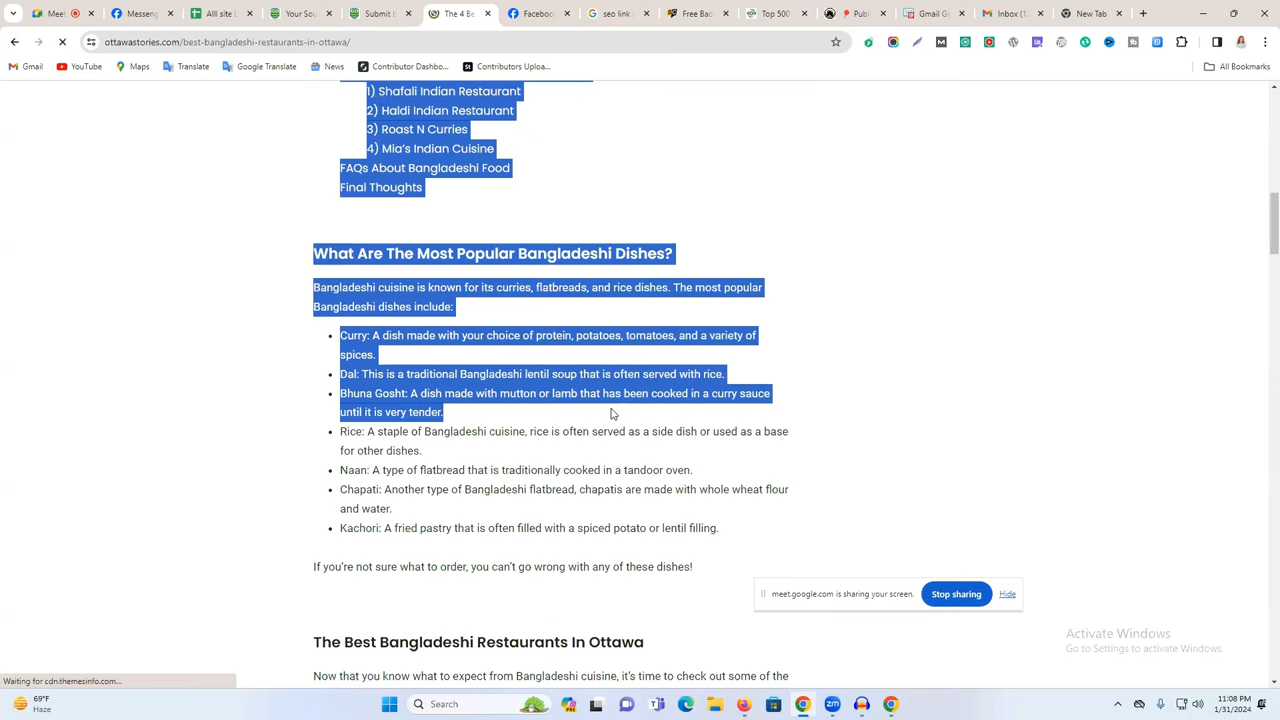 Meet
Messeng
Alll site
Your Sou
Submit b
The 4 Be
Facebook
seo link b
Free Bac
Top 500
Publi
Gmail Ge
Inbox (1
New Tab
ottawastories.com/best-bangladeshi-restaurants-in-ottawa/
Gmail
YouTube
Maps
Translate
Google Translate
News
Contributor Dashbo...
Contributors Uploa...
All Bookmarks
1) Shafali Indian Restaurant
2) Haldi Indian Restaurant
3) Roast N Curries
4) Mia's Indian Cuisine
FAQs About Bangladeshi Food
Final Thoughts
What Are The Most Popular Bangladeshi Dishes?
Bangladeshi cuisine is known for its curries, flatbreads, and rice dishes. The most popular
Bangladeshi dishes include:
Curry: A dish made with your choice of protein, potatoes, tomatoes, and a variety of
spices.
Dal: This is a traditional Bangladeshi lentil soup that is often served with rice.
Bhuna Gosht: A dish made with mutton or lamb that has been cooked in a curry sauce
until it is very tender.
Rice: A staple of Bangladeshi cuisine, rice is often served as a side dish or used as a base
for other dishes.
Naan: A type of flatbread that is traditionally cooked in a tandoor oven.
Chapati: Another type of Bangladeshi flatbread, chapatis are made with whole wheat flour
and water.
Kachori: A fried pastry that is often filled with a spiced potato or lentil filling.
If you're not sure what to order, you can't go wrong with any of these dishes!
meet.google.com is sharing your screen.
Stop sharing
Hide
The Best Bangladeshi Restaurants In Ottawa
Activate Windows
Go to Settings to activate Windows.
Now that you know what to expect from Bangladeshi cuisine, it's time to check out some of the
Waiting for cdn.themesinfo.com...
69°F
Haze
Search
11:08 PM
1/31/2024